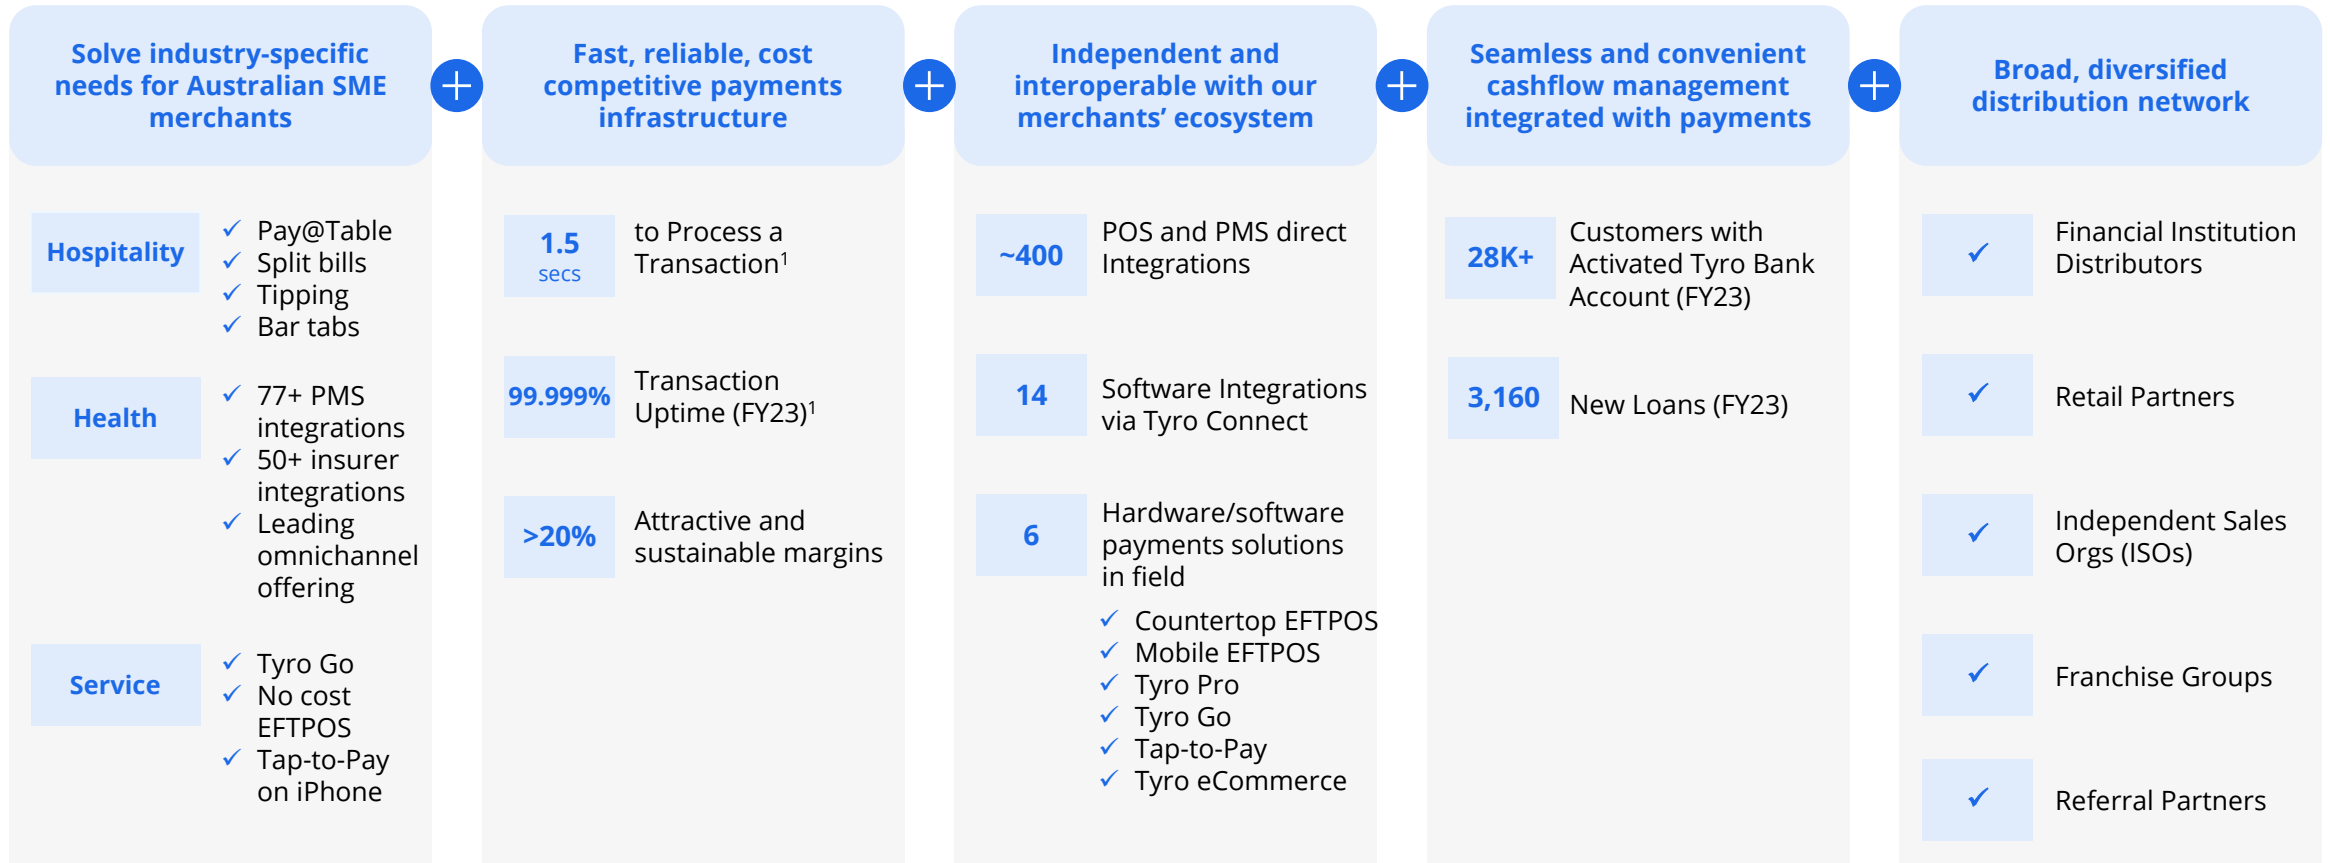 Solve industry-specific
needs for Australian SME
merchants
Hospitality
✓ Pay@Table
✓ Split bills
✓ Tipping
✓ Bar tabs
Health
✓ 77+ PMS
integrations
✓ 50+ insurer
integrations
✓ Leading
omnichannel
offering
Service
✓ Tyro Go
✓ No cost
EFTPOS
✓ Tap-to-Pay
on iPhone
Fast, reliable, cost
competitive payments
infrastructure
1.5
secs
to Process a
Transaction¹
99.999%
Transaction
Uptime (FY23)¹
>20%
Attractive and
sustainable margins
Independent and
interoperable with our
merchants’ ecosystem
~400
POS and PMS direct
Integrations
14
Software Integrations
via Tyro Connect
6
Hardware/software
payments solutions
in field
✓ Countertop EFTPOS
✓ Mobile EFTPOS
✓ Tyro Pro
✓ Tyro Go
✓ Tap-to-Pay
✓ Tyro eCommerce
Seamless and convenient
cashflow management
integrated with payments
28K+
Customers with
Activated Tyro Bank
Account (FY23)
3,160
New Loans (FY23)
Broad, diversified
distribution network
✓ Financial Institution
Distributors
✓ Retail Partners
✓ Independent Sales
Orgs (ISOs)
✓ Franchise Groups
✓ Referral Partners